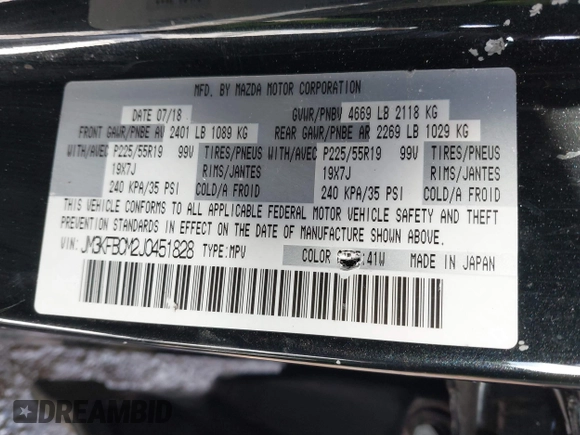 MFD. BY MAZDA MOTOR CORPORATION
DATE 07/18 GVWR/PNBV 4669 LB 2118 KG
FRONT GAWR/PNBE AV 2401 LB 1089 KG REAR GAWR/PNBE AR 2269 LB 1029 KG
WITH/AVEC P225/55R19 99V TIRES/PNEUS WITH/AVEC P225/55R19 99V TIRES/PNEUS
19X7J RIMS/JANTES 19X7J RIMS/JANTES
240 KPA/35 PSI COLD/A FROID 240 KPA/35 PSI COLD/A FROID
THIS VEHICLE CONFORMS TO ALL APPLICABLE FEDERAL MOTOR VEHICLE SAFETY AND THEFT
PREVENTION STANDARDS IN EFFECT ON THE DATE OF MANUFACTURE SHOWN ABOVE.
VIN: JM3KFBCM2J0451828 TYPE:MPV COLOR :41W MADE IN JAPAN
DREAMBID